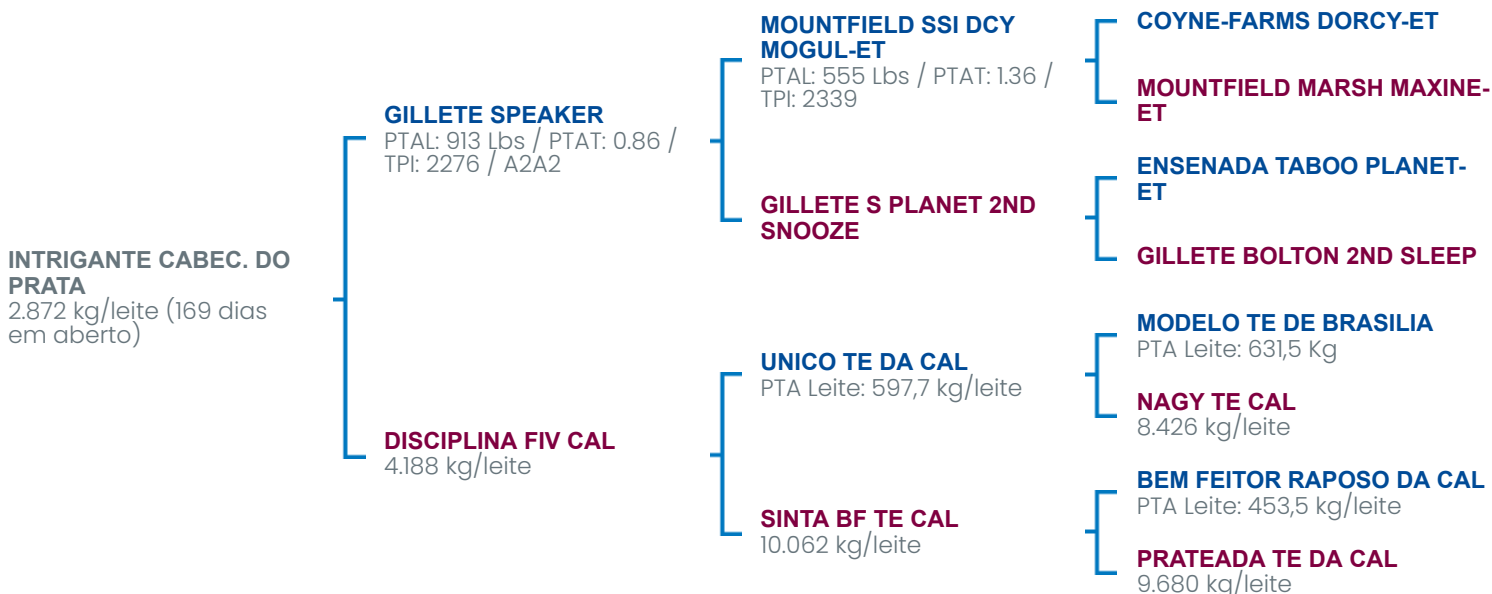 INTRIGANTE CABEC. DO
PRATA
2.872 kg/leite (169 dias
em aberto)
GILLETE SPEAKER
PTAL: 913 Lbs / PTAT: 0.86 /
TPI: 2276 / A2A2
DISCIPLINA FIV CAL
4.188 kg/leite
MOUNTFIELD SSI DCY
MOGUL-ET
PTAL: 555 Lbs / PTAT: 1.36 /
TPI: 2339
GILLETE S PLANET 2ND
SNOOZE
UNICO TE DA CAL
PTA Leite: 597,7 kg/leite
SINTA BF TE CAL
10.062 kg/leite
COYNE-FARMS DORCY-ET
MOUNTFIELD MARSH MAXINE-
ET
ENSENADA TABOO PLANET-
ET
GILLETE BOLTON 2ND SLEEP
MODELO TE DE BRASILIA
PTA Leite: 631,5 Kg
NAGY TE CAL
8.426 kg/leite
BEM FEITOR RAPOSO DA CAL
PTA Leite: 453,5 kg/leite
PRATEADA TE DA CAL
9.680 kg/leite